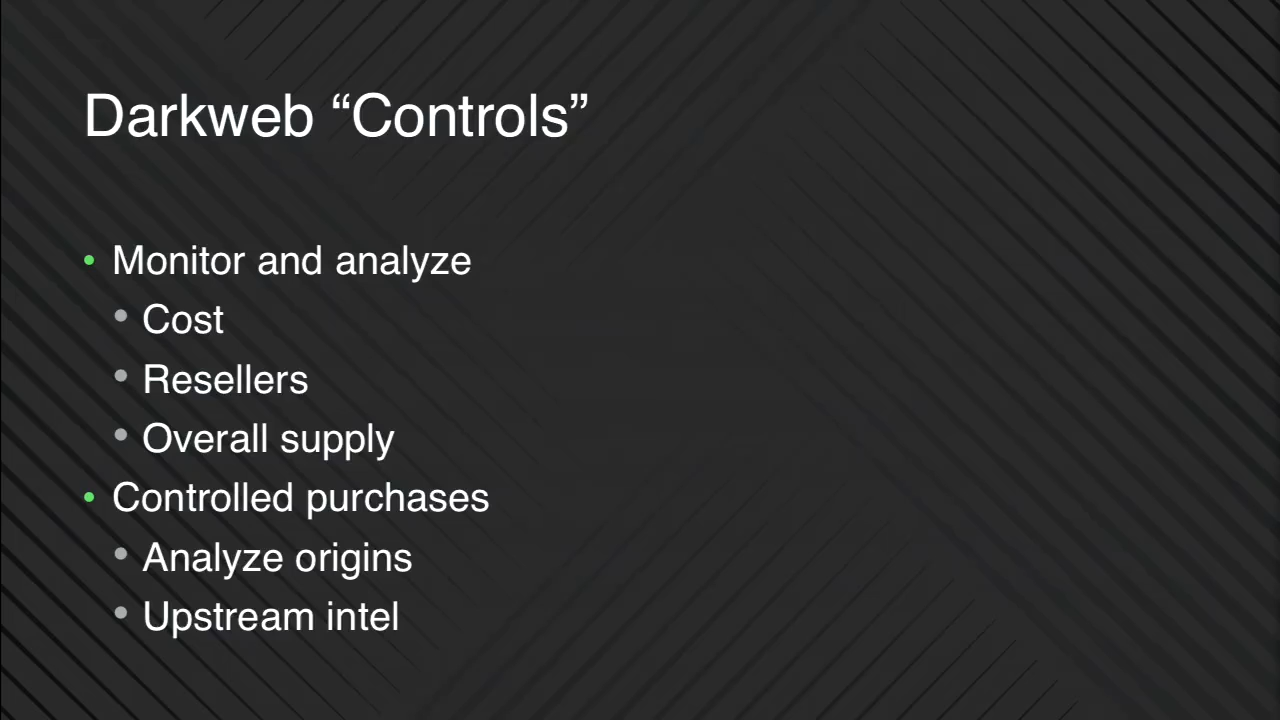 Darkweb “Controls”
• Monitor and analyze
• Cost
• Resellers
• Overall supply
• Controlled purchases
• Analyze origins
• Upstream intel